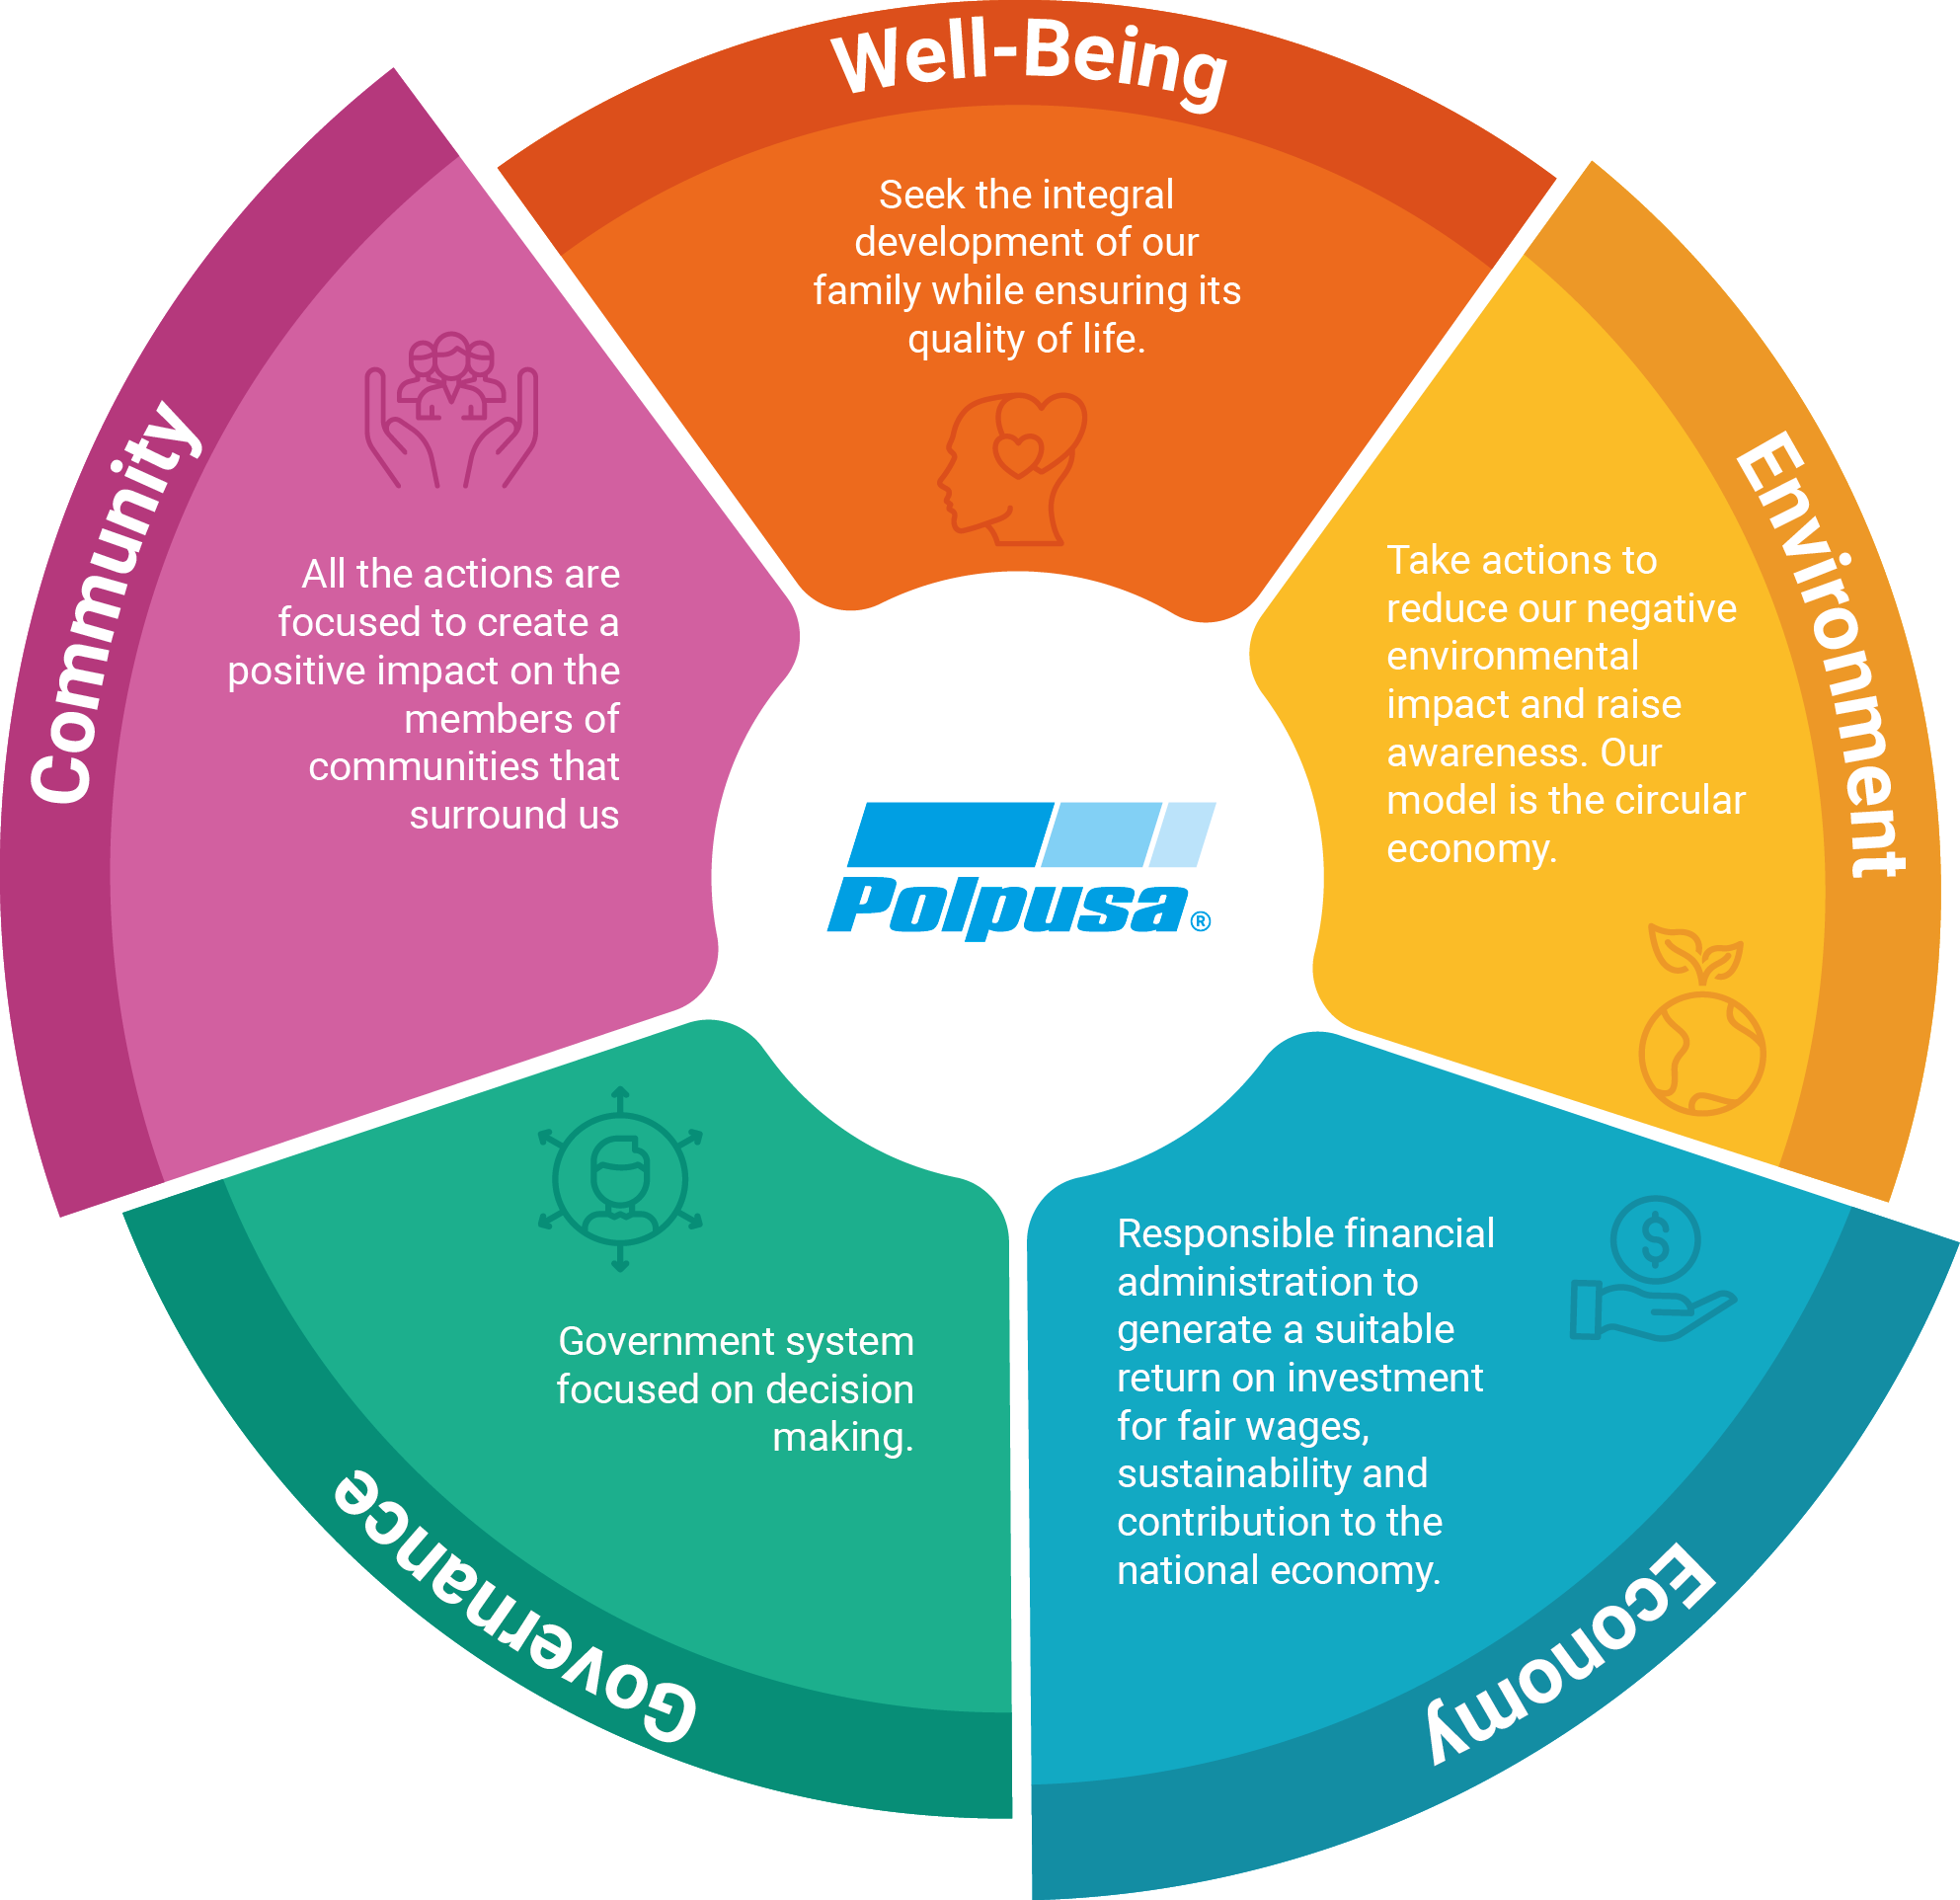 Well-Being
Seek the integral
development of our
family while ensuring its
quality of life.
Environment
Take actions to
reduce our negative
environmental
impact and raise
awareness. Our
model is the circular
economy.
Economy
$
Responsible financial
administration to
generate a suitable
return on investment
for fair wages,
sustainability and
contribution to the
national economy.
Governance
Government system
focused on decision
making.
Community
All the actions are
focused to create a
positive impact on the
members of
communities that
surround us
Polpusa®